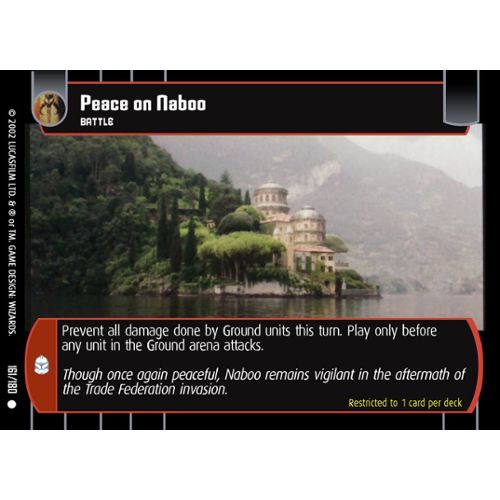 Peace on Naboo
BATTLE
Prevent all damage done by Ground units this turn. Play only before
any unit in the Ground arena attacks.
Though once again peaceful, Naboo remains vigilant in the aftermath of
the Trade Federation invasion.
Restricted to 1 card per deck
© 2002 LUCASFILM LTD. & ® or TM. GAME DESIGN: WIZARDS.
161/180